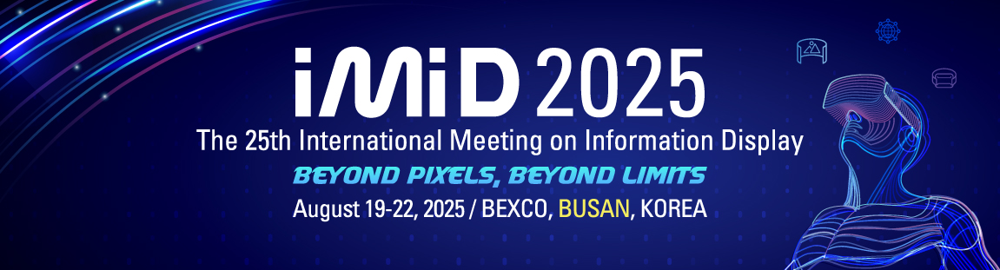 iMiD 2025
The 25th International Meeting on Information Display
BEYOND PIXELS, BEYOND LIMITS
August 19-22, 2025 / BEXCO, BUSAN, KOREA